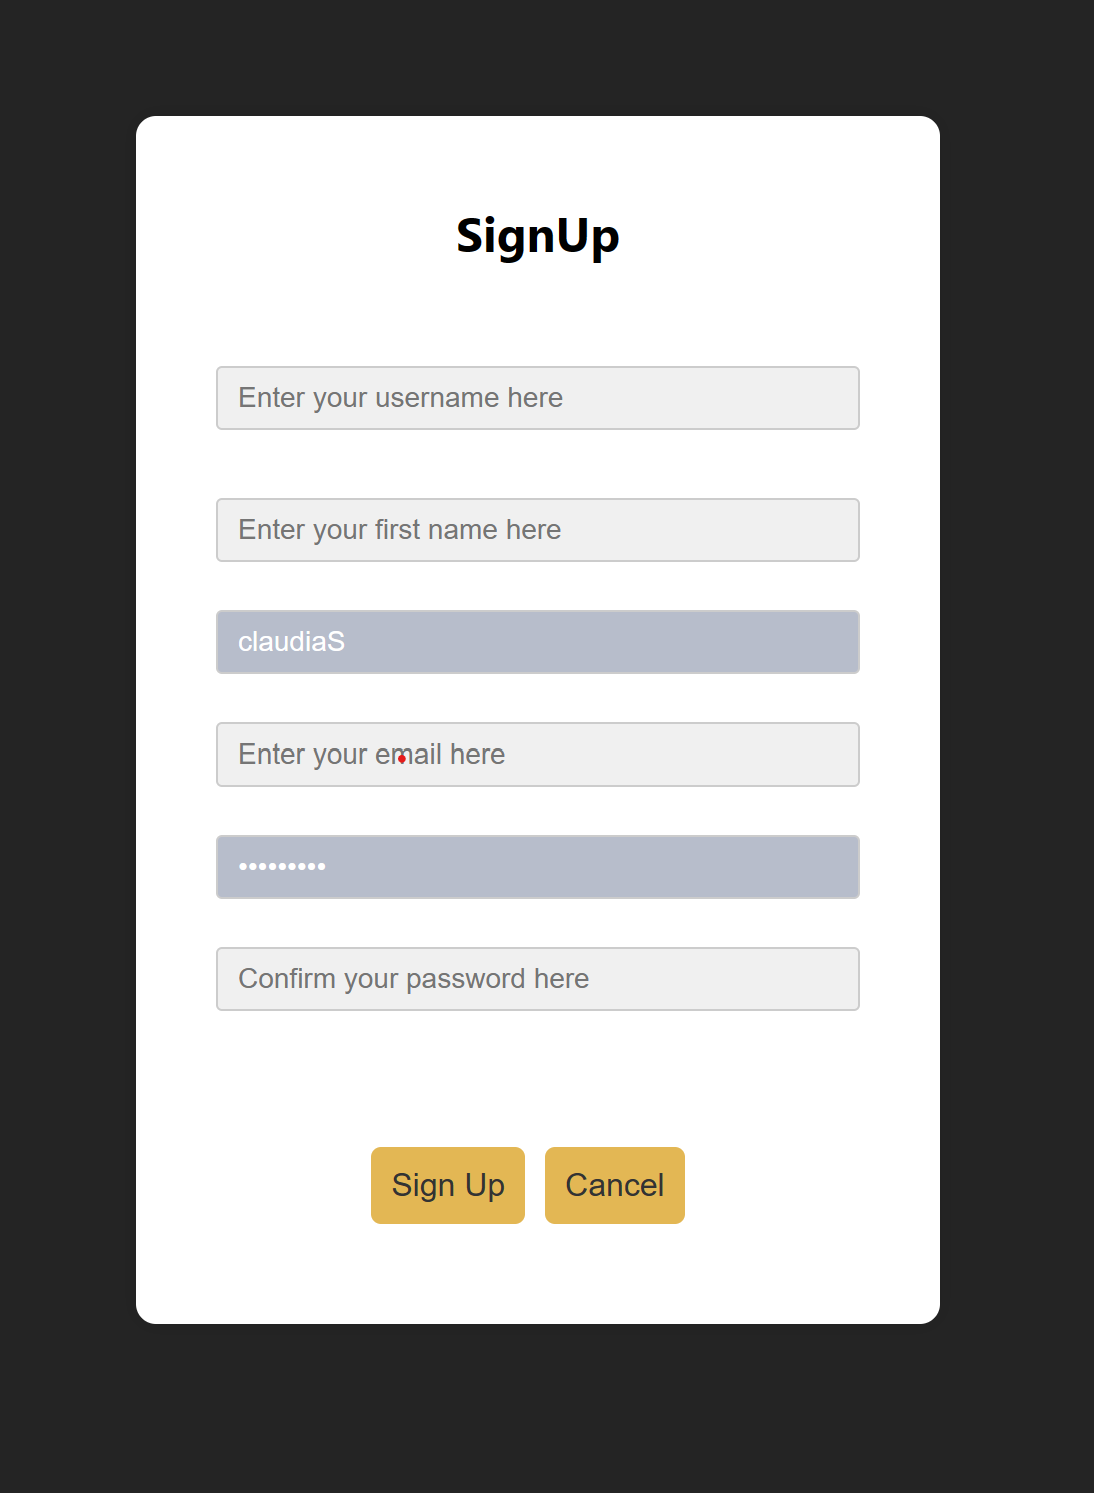 SignUp
Enter your username here
Enter your first name here
claudiaS
Enter your email here
•••••••••
Confirm your password here
Sign Up
Cancel